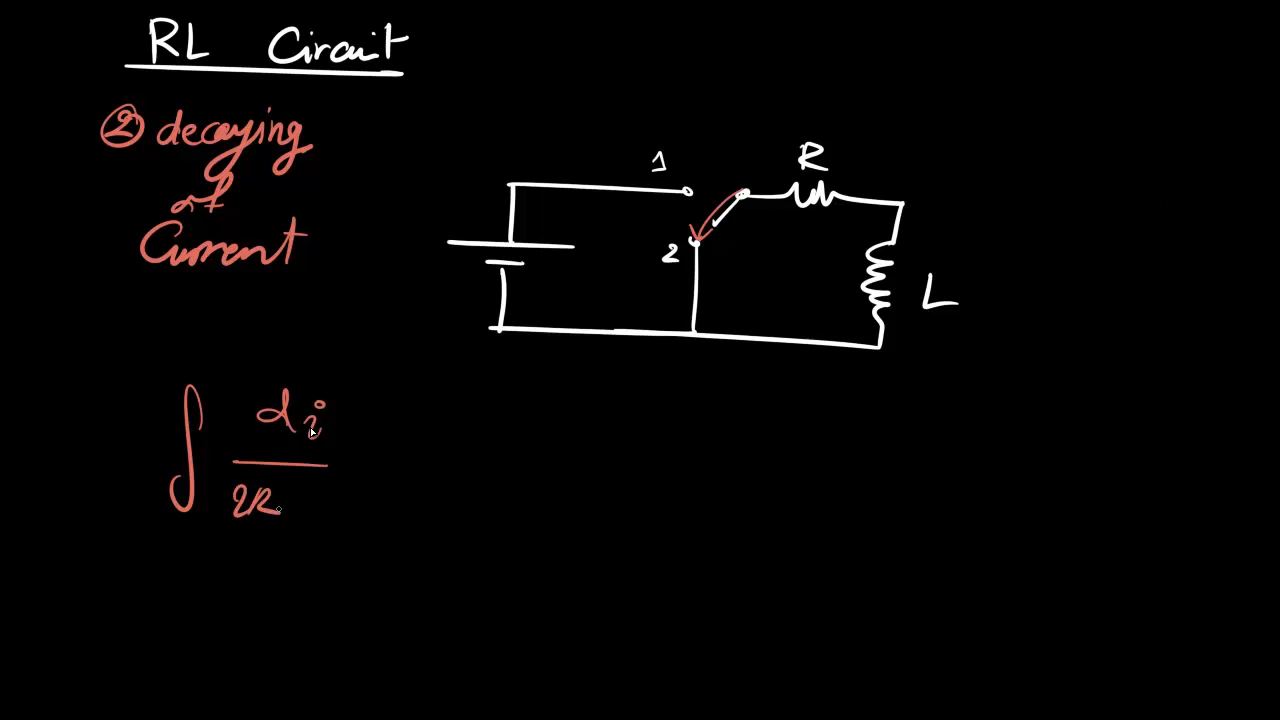 RL Circuit
② decaying
of
Current
1
R
2
L
∫ di
iR